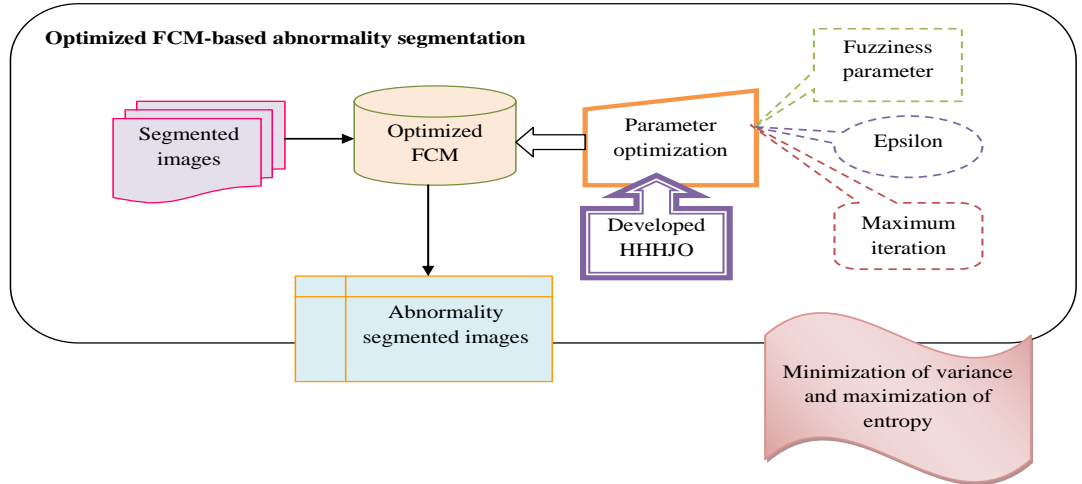 Optimized FCM-based abnormality segmentation
Segmented
images
Optimized
FCM
Parameter
optimization
Fuzziness
parameter
Epsilon
Maximum
iteration
Developed
HHHJO
Abnormality
segmented images
Minimization of variance
and maximization of
entropy